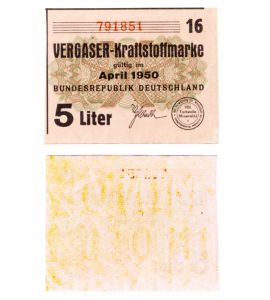 791851 16
VERGASER-Kraftstoffmarke
gültig im
April 1950
BUNDESREPUBLIK DEUTSCHLAND
5 Liter